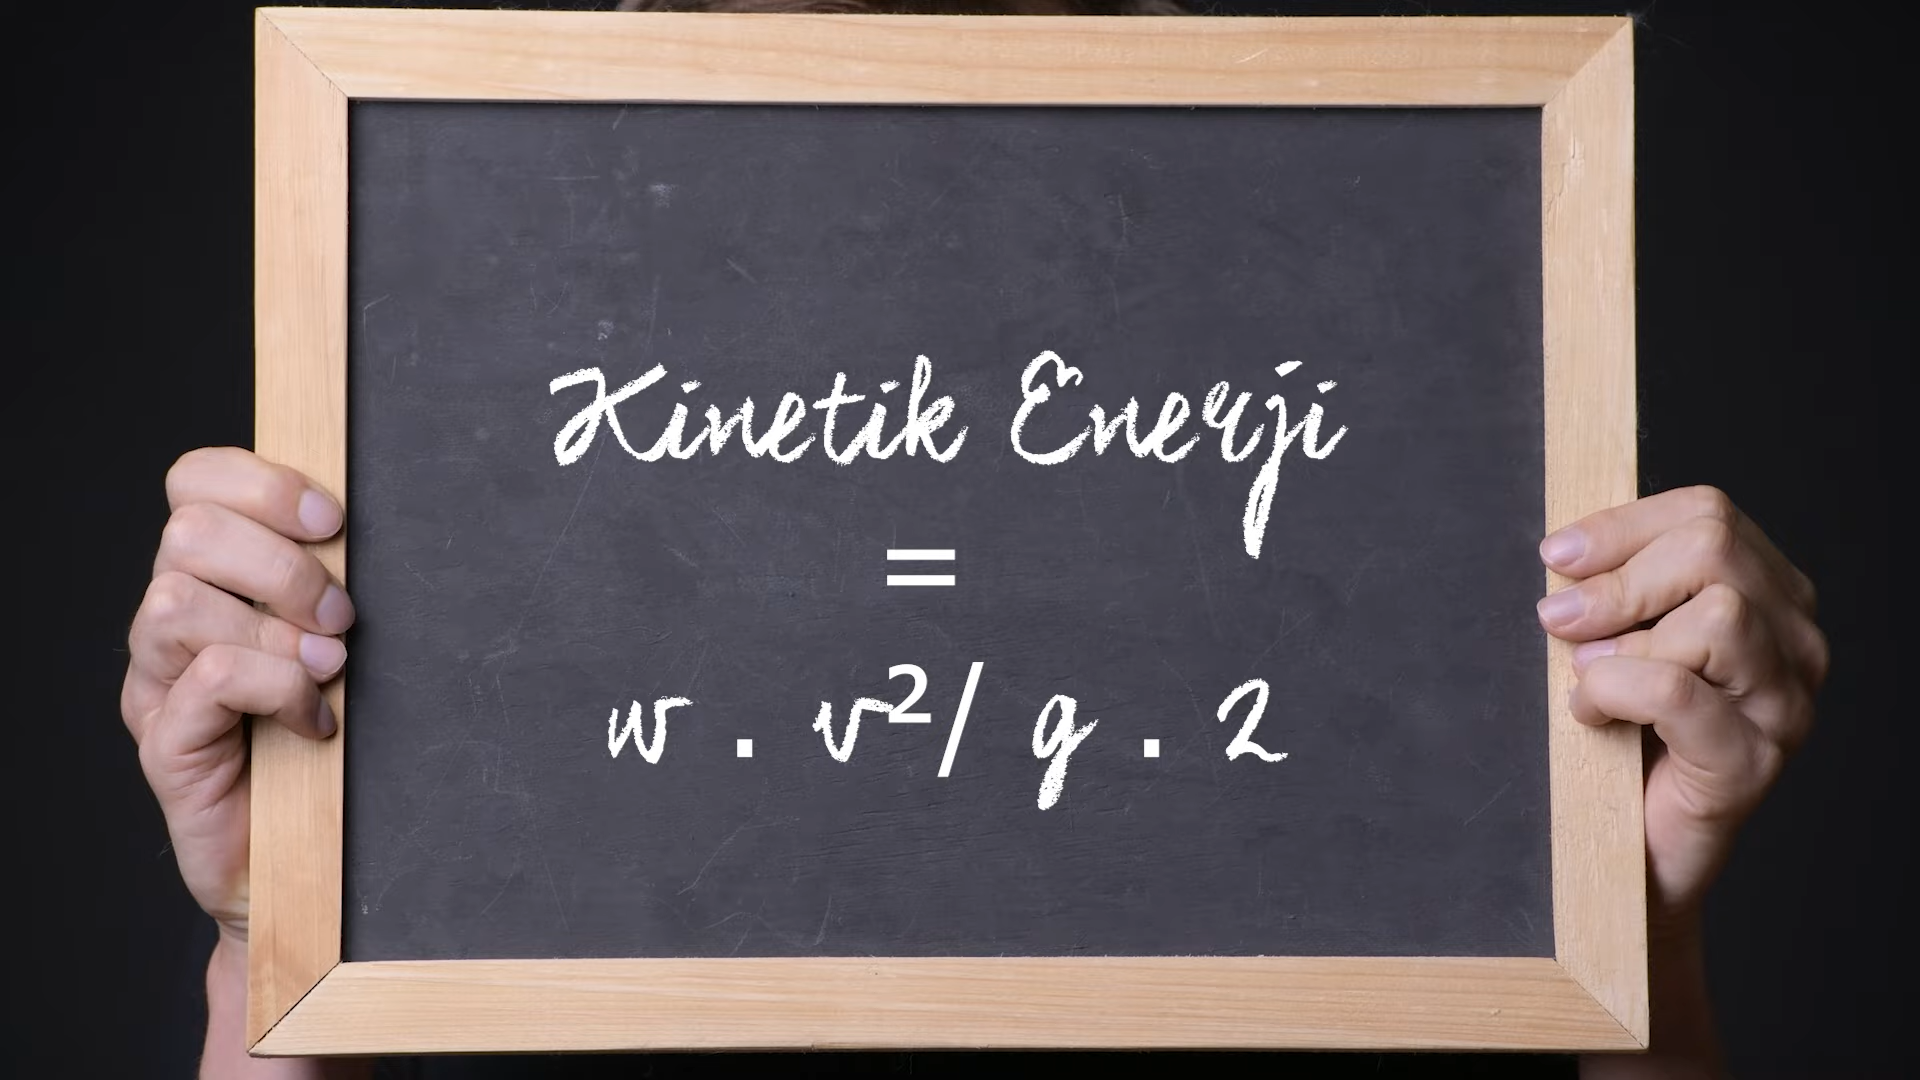 Kinetik Enerji
=
w . v²/ g . 2